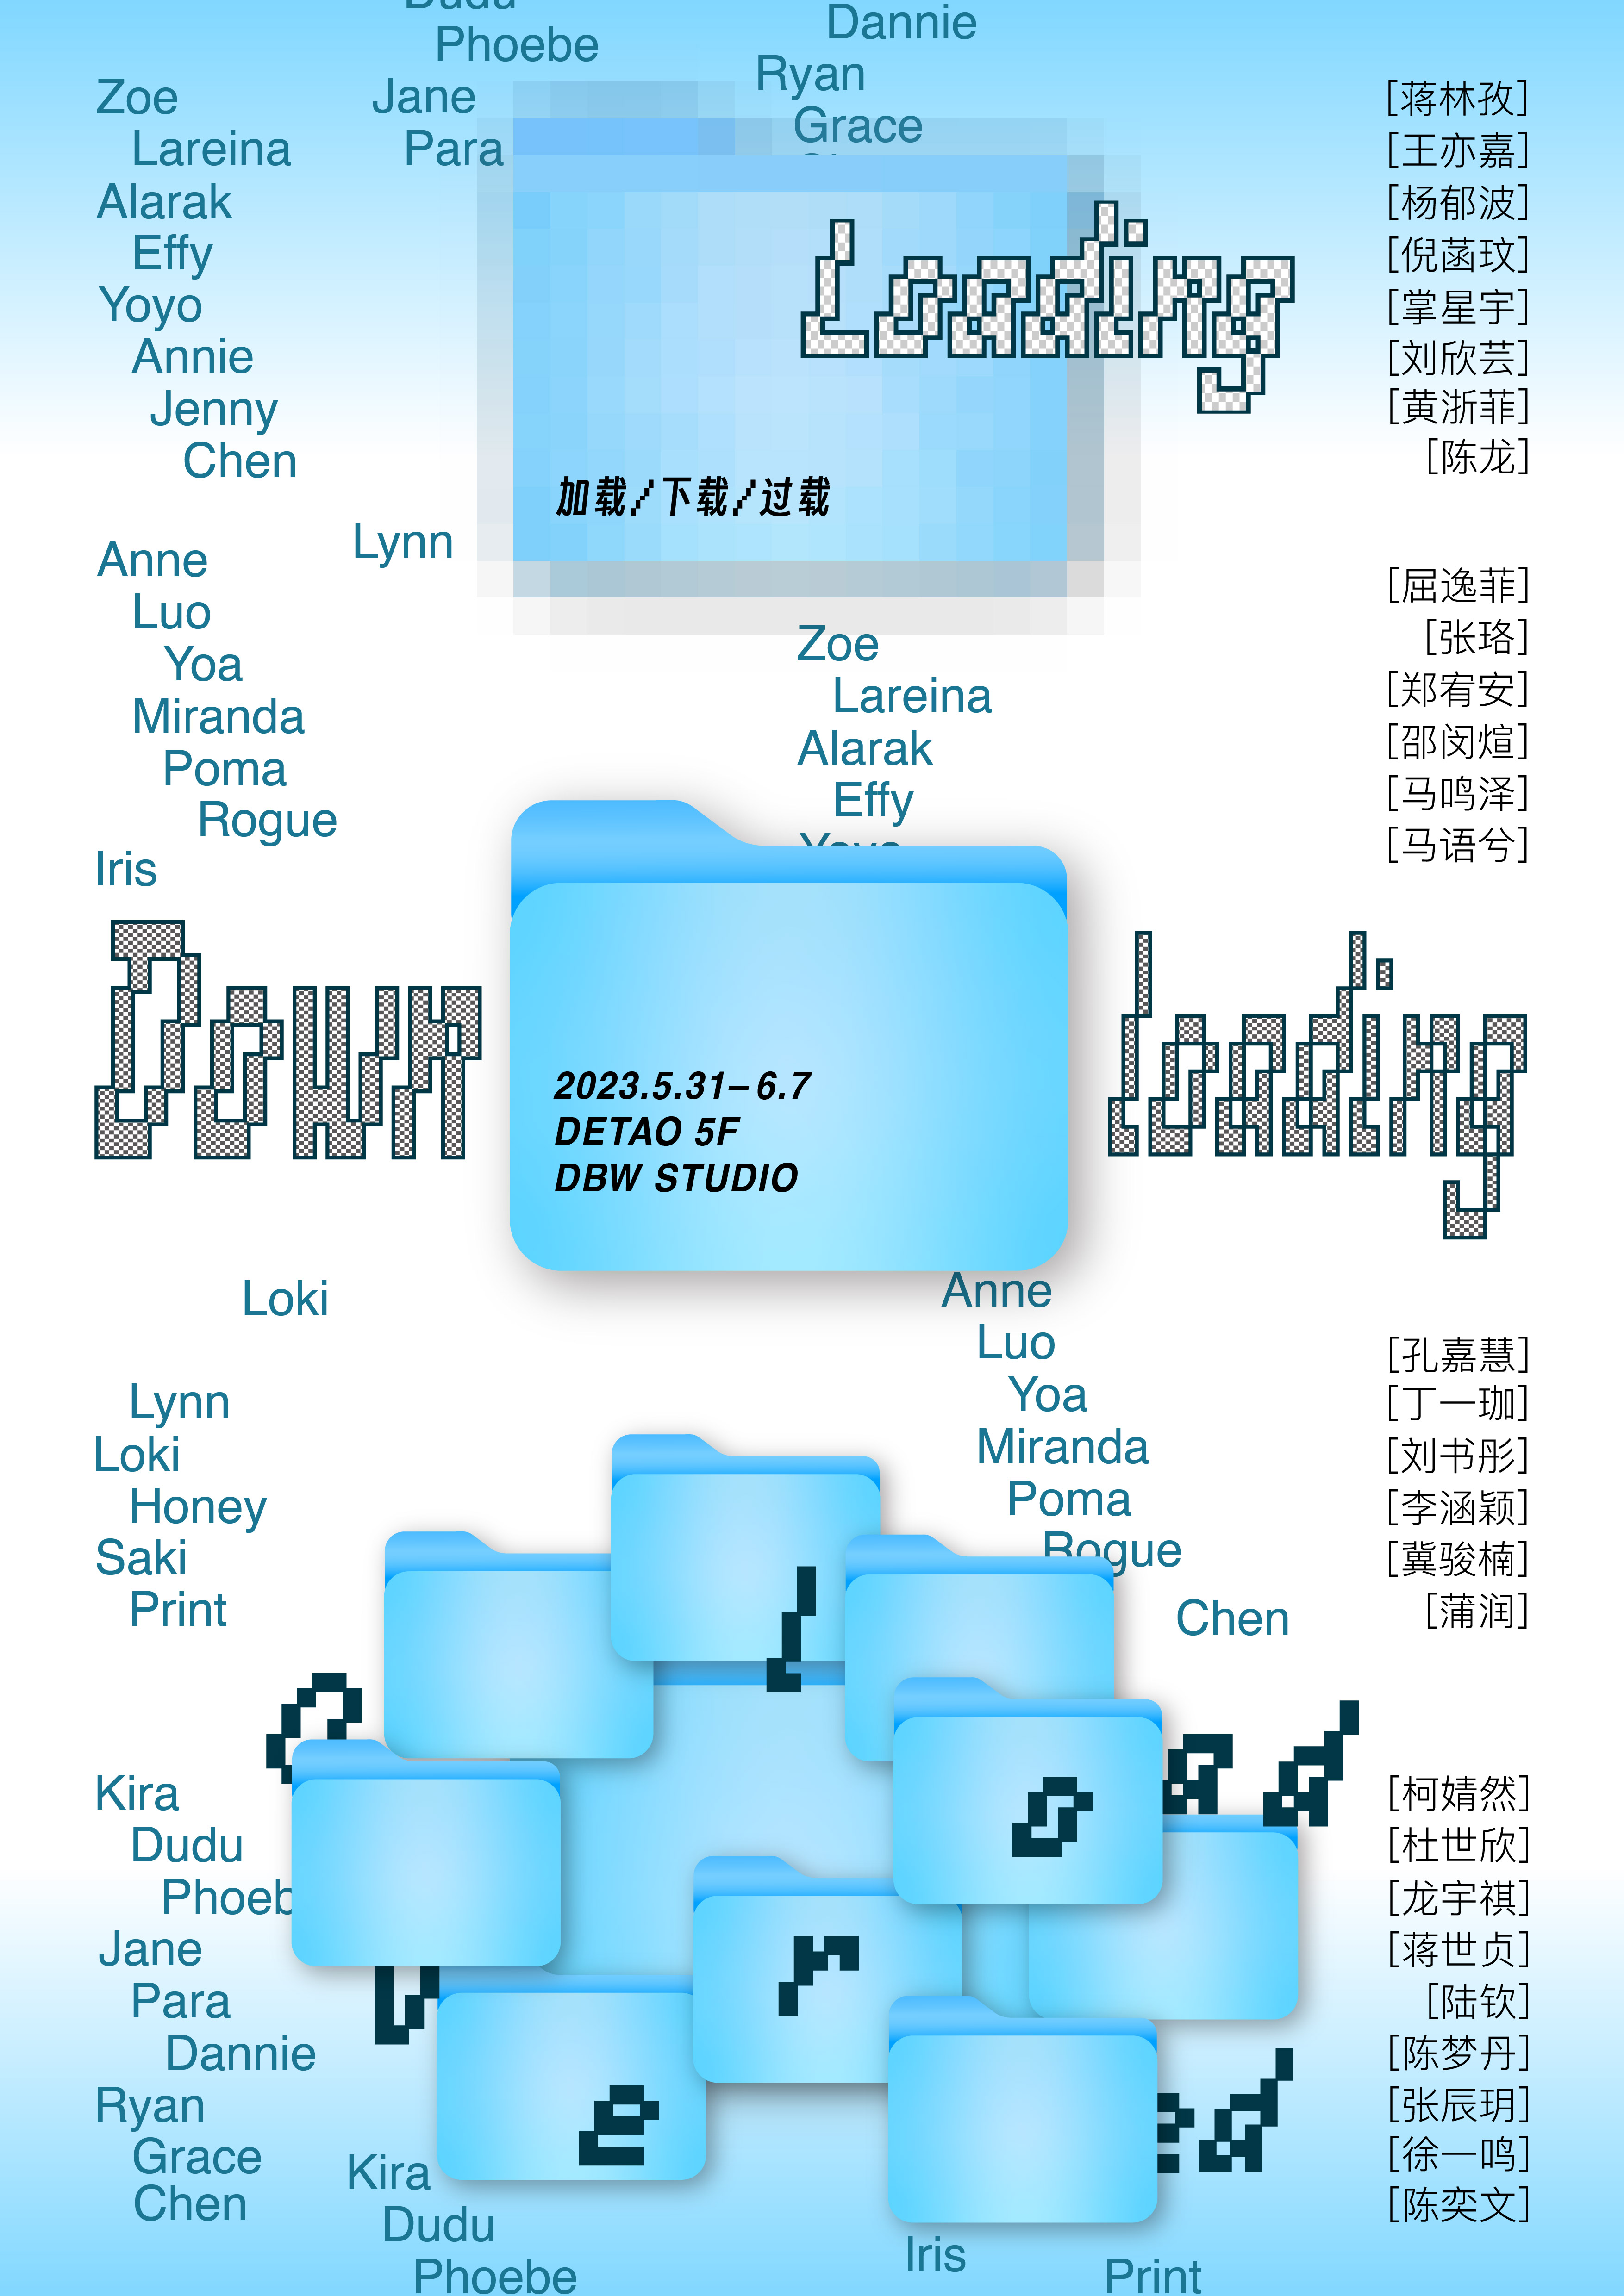 Dudu
Phoebe
Jane
Para
Dannie
Ryan
Grace
Zoe
Lareina
Alarak
Effy
Yoyo
Annie
Jenny
Chen
[蒋林孜]
[王亦嘉]
[杨郁波]
[倪菡玟]
[掌星宇]
[刘欣芸]
[黄浙菲]
[陈龙]
Loading
加载/下载/过载
Lynn
Anne
Luo
Yoa
Miranda
Poma
Rogue
Iris
Zoe
Lareina
Alarak
Effy
Yoyo
[屈逸菲]
[张珞]
[郑宥安]
[邵闵煊]
[马鸣泽]
[马语兮]
Down
loading
2023.5.31–6.7
DETAO 5F
DBW STUDIO
Loki
Anne
Luo
Yoa
Miranda
Poma
Rogue
Chen
Lynn
Loki
Honey
Saki
Print
[孔嘉慧]
[丁一珈]
[刘书彤]
[李涵颖]
[冀骏楠]
[蒲润]
O
v
e
r
l
o
a
d
e
d
Kira
Dudu
Phoeb
Jane
Para
Dannie
Ryan
Grace
Chen
[柯婧然]
[杜世欣]
[龙宇祺]
[蒋世贞]
[陆钦]
[陈梦丹]
[张辰玥]
[徐一鸣]
[陈奕文]
Kira
Dudu
Phoebe
Iris
Print